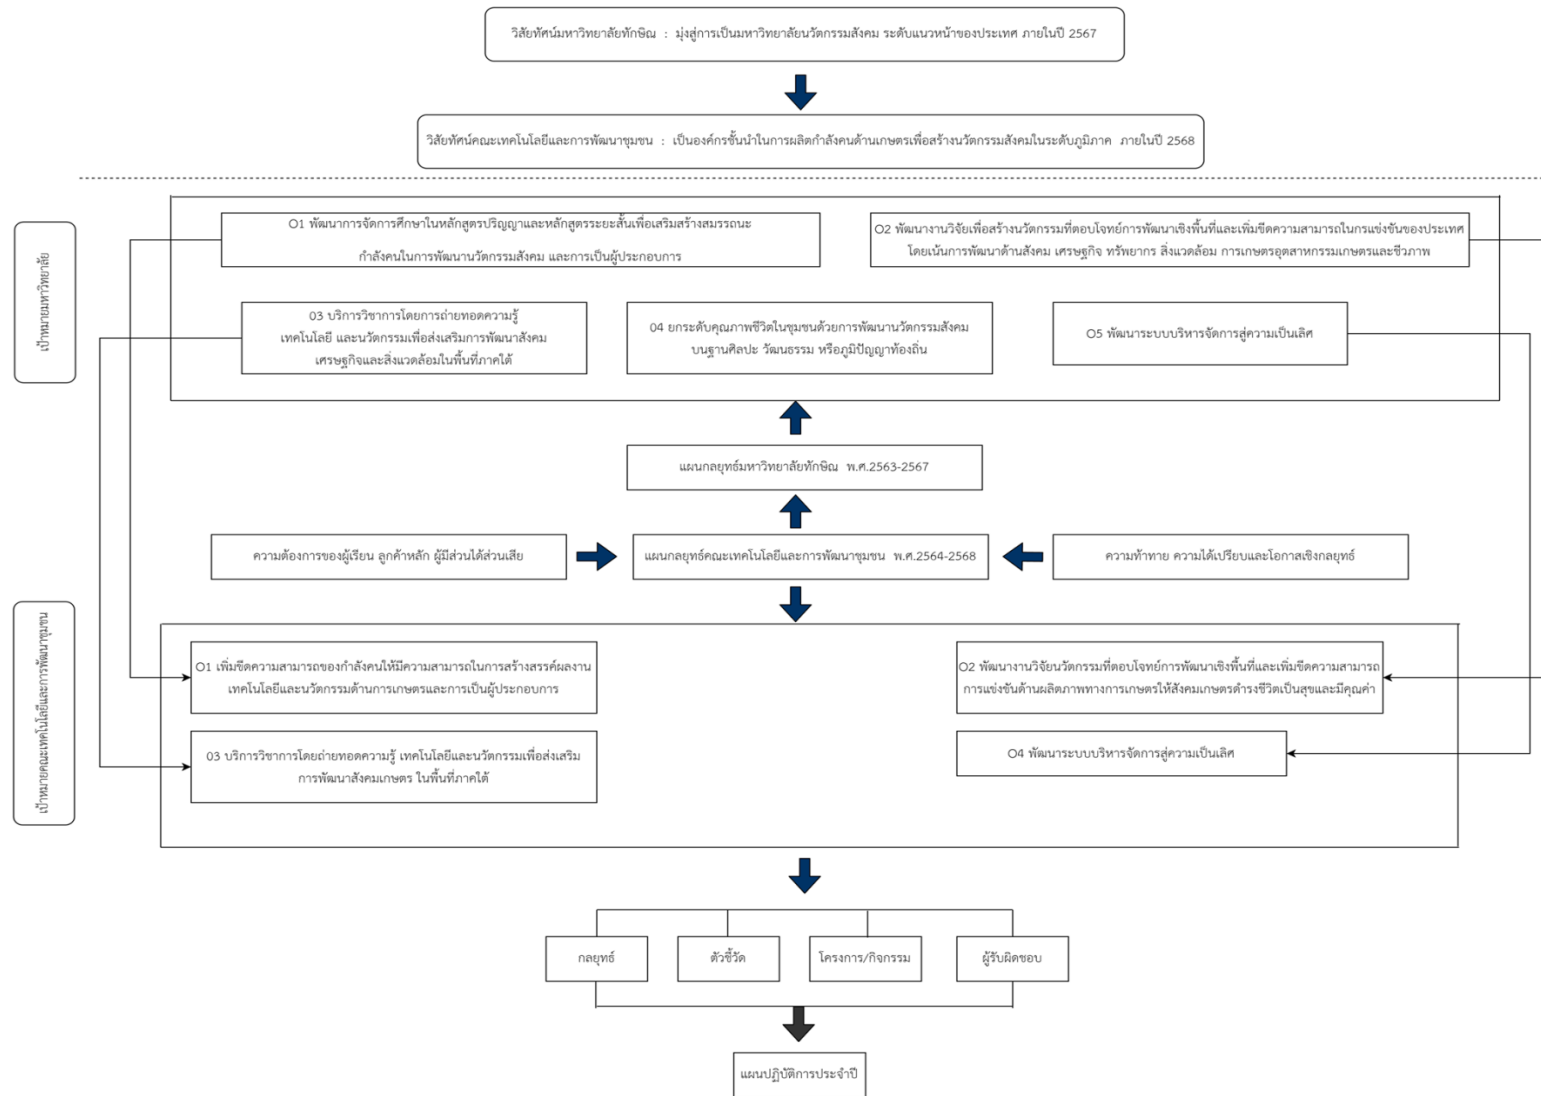 วิสัยทัศน์มหาวิทยาลัยทักษิณ : มุ่งสู่การเป็นมหาวิทยาลัยนวัตกรรมสังคม ระดับแนวหน้าของประเทศ ภายในปี 2567
วิสัยทัศน์คณะเทคโนโลยีและการพัฒนาชุมชน : เป็นองค์กรชั้นนำในการผลิตกำลังคนด้านเกษตรเพื่อสร้างนวัตกรรมสังคมในระดับภูมิภาค ภายในปี 2568
เป้าหมายมหาวิทยาลัย
O1 พัฒนาการจัดการศึกษาในหลักสูตรปริญญาและหลักสูตรระยะสั้นเพื่อเสริมสร้างสมรรถนะ
กำลังคนในการพัฒนานวัตกรรมสังคม และการเป็นผู้ประกอบการ
O2 พัฒนางานวิจัยเพื่อสร้างนวัตกรรมที่ตอบโจทย์การพัฒนาเชิงพื้นที่และเพิ่มขีดความสามารถในกรแข่งขันของประเทศ
โดยเน้นการพัฒนาด้านสังคม เศรษฐกิจ ทรัพยากร สิ่งแวดล้อม การเกษตรอุตสาหกรรมเกษตรและชีวภาพ
03 บริการวิชาการโดยการถ่ายทอดความรู้
เทคโนโลยี และนวัตกรรมเพื่อส่งเสริมการพัฒนาสังคม
เศรษฐกิจและสิ่งแวดล้อมในพื้นที่ภาคใต้
04 ยกระดับคุณภาพชีวิตในชุมชนด้วยการพัฒนานวัตกรรมสังคม
บนฐานศิลปะ วัฒนธรรม หรือภูมิปัญญาท้องถิ่น
O5 พัฒนาระบบบริหารจัดการสู่ความเป็นเลิศ
แผนกลยุทธ์มหาวิทยาลัยทักษิณ พ.ศ.2563-2567
ความต้องการของผู้เรียน ลูกค้าหลัก ผู้มีส่วนได้ส่วนเสีย
แผนกลยุทธ์คณะเทคโนโลยีและการพัฒนาชุมชน พ.ศ.2564-2568
ความท้าทาย ความได้เปรียบและโอกาสเชิงกลยุทธ์
เป้าหมายคณะเทคโนโลยีและการพัฒนาชุมชน
O1 เพิ่มขีดความสามารถของกำลังคนให้มีความสามารถในการสร้างสรรค์ผลงาน
เทคโนโลยีและนวัตกรรมด้านการเกษตรและการเป็นผู้ประกอบการ
O2 พัฒนางานวิจัยนวัตกรรมที่ตอบโจทย์การพัฒนาเชิงพื้นที่และเพิ่มขีดความสามารถ
การแข่งขันด้านผลิตภาพทางการเกษตรให้สังคมเกษตรดำรงชีวิตเป็นสุขและมีคุณค่า
03 บริการวิชาการโดยถ่ายทอดความรู้ เทคโนโลยีและนวัตกรรมเพื่อส่งเสริม
การพัฒนาสังคมเกษตร ในพื้นที่ภาคใต้
O4 พัฒนาระบบบริหารจัดการสู่ความเป็นเลิศ
กลยุทธ์
ตัวชี้วัด
โครงการ/กิจกรรม
ผู้รับผิดชอบ
แผนปฏิบัติการประจำปี